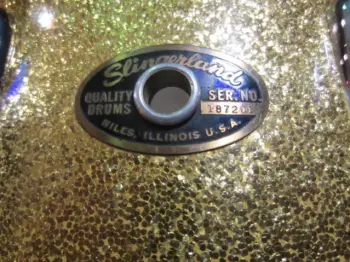 Slingerland
QUALITY DRUMS
SER. NO.
NILES, ILLINOIS U.S.A.